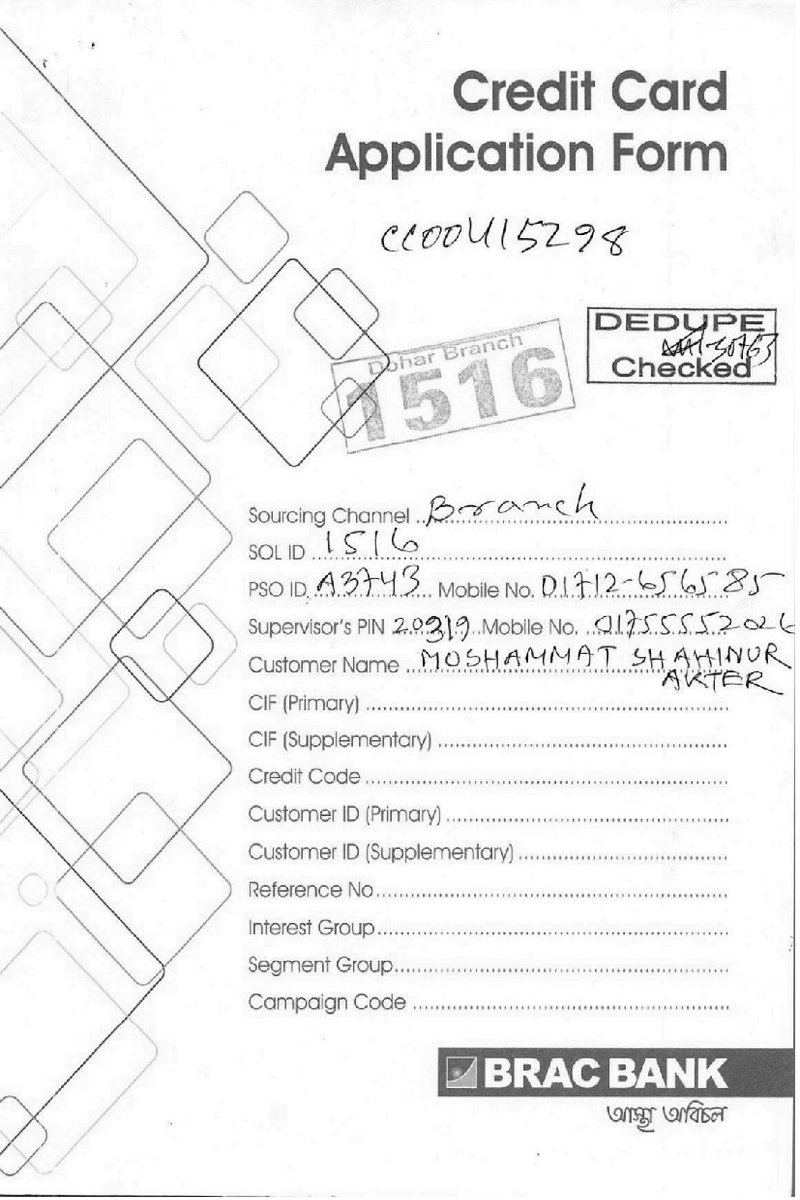 Credit Card
Application Form
CC00415298
DEDUPE
Checked
Dohar Branch
1516
Sourcing Channel Branch
SOL ID 1516
PSO ID A3743 Mobile No. 01712-656585
Supervisor's PIN 20319 Mobile No. 01755552026
Customer Name MOSHAMMAT SHAHINUR
AKTER
CIF (Primary)
CIF (Supplementary)
Credit Code
Customer ID (Primary)
Customer ID (Supplementary)
Reference No
Interest Group
Segment Group
Campaign Code
BRAC BANK
আস্থা অবিচল